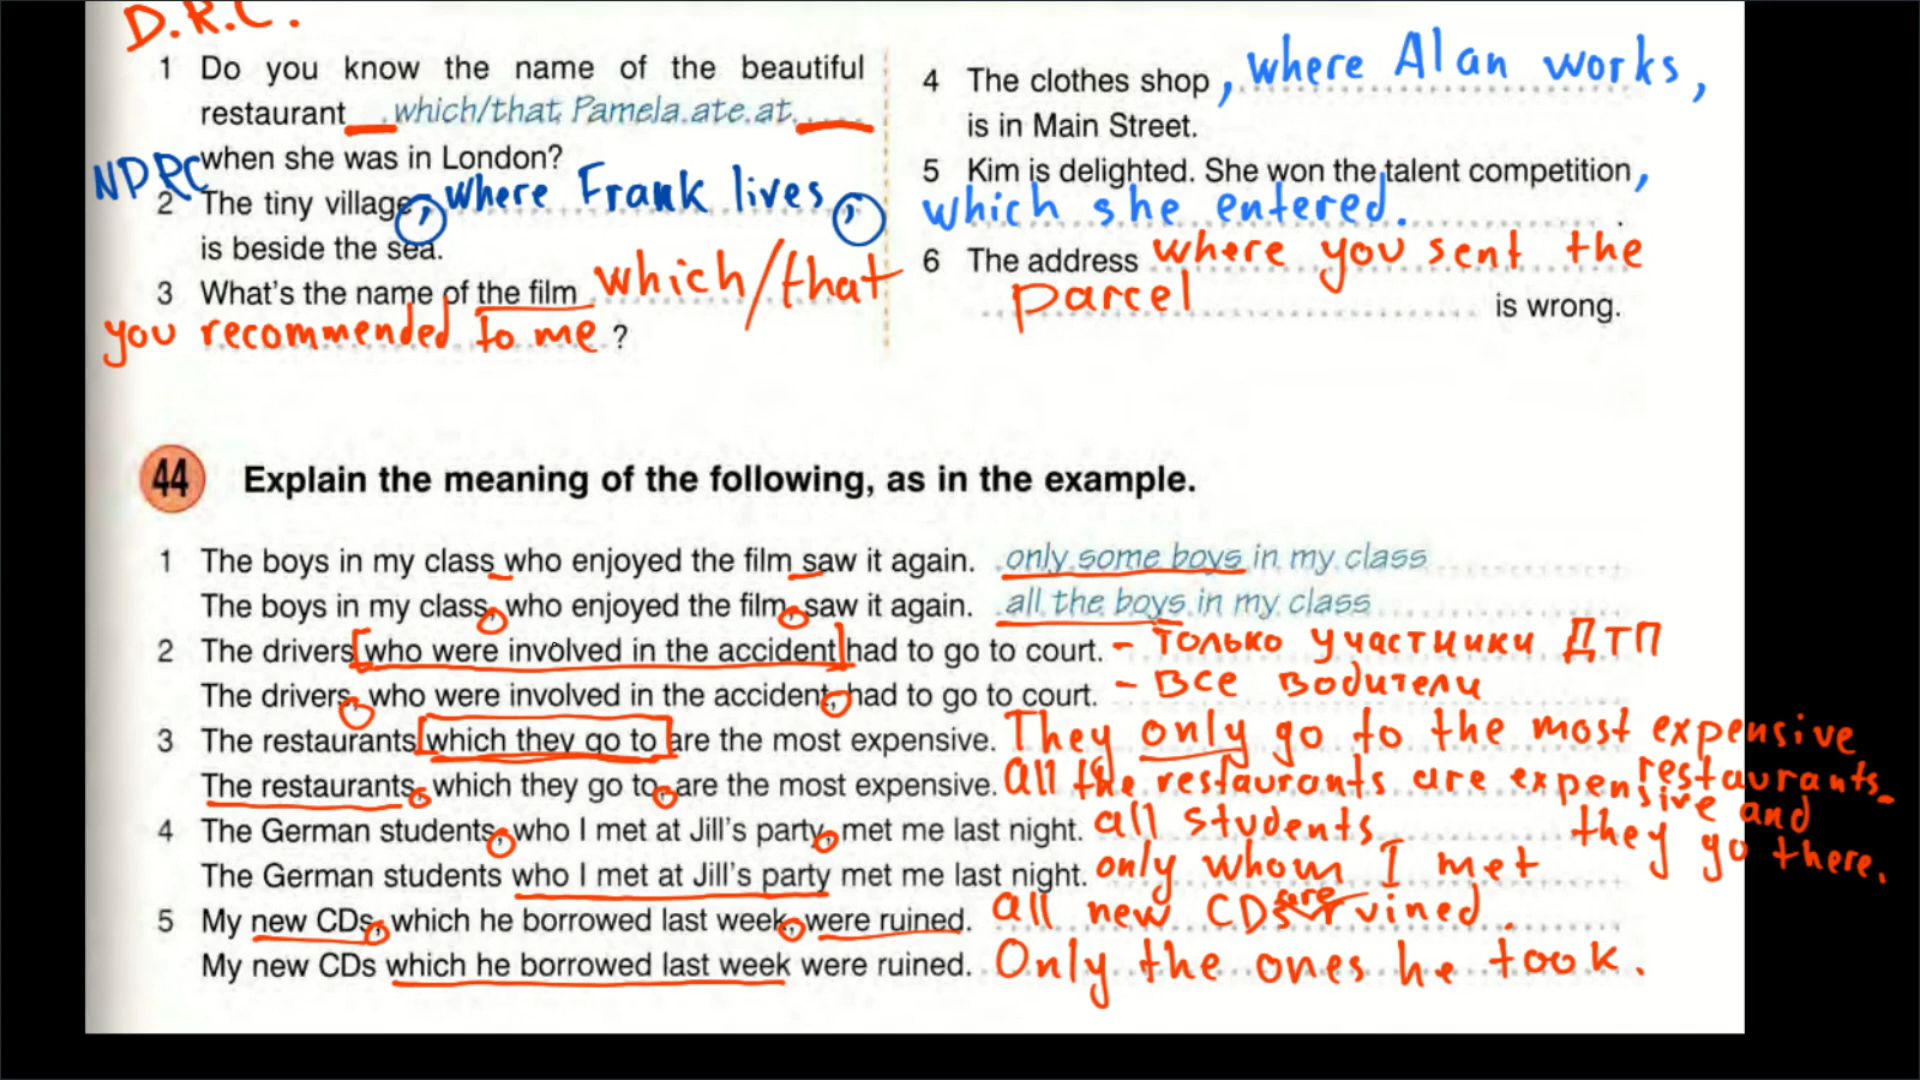 D.R.C.
1 Do you know the name of the beautiful
restaurant which/that Pamela ate at
when she was in London?
NDRC
2 The tiny village, where Frank lives,
is beside the sea.
3 What's the name of the film which/that
you recommended to me ?
4 The clothes shop, where Alan works,
is in Main Street.
5 Kim is delighted. She won the talent competition,
which she entered. .
6 The address where you sent the
parcel is wrong.
44 Explain the meaning of the following, as in the example.
1 The boys in my class who enjoyed the film saw it again. only some boys in my class
The boys in my class, who enjoyed the film, saw it again. all the boys in my class
2 The drivers [who were involved in the accident] had to go to court. - только участники ДТП
The drivers, who were involved in the accident, had to go to court. - все водители
3 The restaurants [which they go to] are the most expensive. They only go to the most expensive
restaurants.
The restaurants, which they go to, are the most expensive. all the restaurants are expensive and
they go there.
4 The German students, who I met at Jill's party, met me last night. all students
The German students who I met at Jill's party met me last night. only whom I met
5 My new CDs, which he borrowed last week, were ruined. all new CDs are ruined.
My new CDs which he borrowed last week were ruined. Only the ones he took.